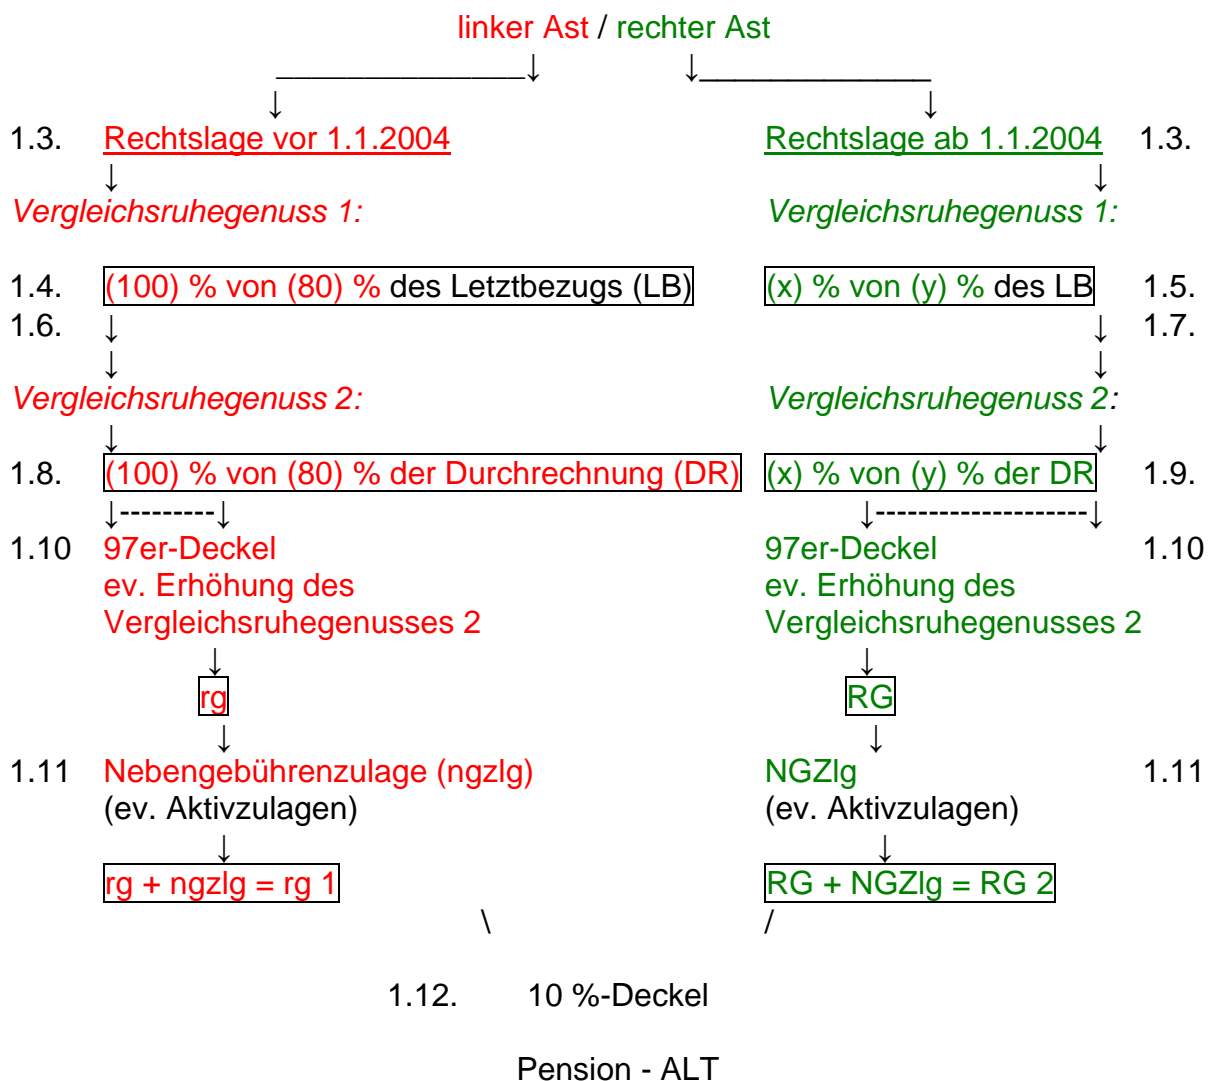 linker Ast / rechter Ast
1.3. Rechtslage vor 1.1.2004 Rechtslage ab 1.1.2004 1.3.
Vergleichsruhegenuss 1: Vergleichsruhegenuss 1:
1.4. (100) % von (80) % des Letztbezugs (LB) (x) % von (y) % des LB 1.5.
1.6. 1.7.
Vergleichsruhegenuss 2: Vergleichsruhegenuss 2:
1.8. (100) % von (80) % der Durchrechnung (DR) (x) % von (y) % der DR 1.9.
1.10 97er-Deckel 97er-Deckel 1.10
ev. Erhöhung des ev. Erhöhung des
Vergleichsruhegenusses 2 Vergleichsruhegenusses 2
rg RG
1.11 Nebengebührenzulage (ngzlg) NGZlg 1.11
(ev. Aktivzulagen) (ev. Aktivzulagen)
rg + ngzlg = rg 1 RG + NGZlg = RG 2
\ /
1.12. 10 %-Deckel
Pension - ALT